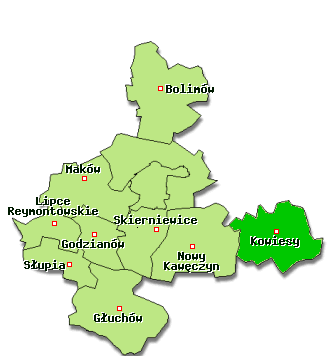 Bolimów
Maków
Lipce
Reymontowskie
Skierniewice
Godzianów
Kowiesy
Nowy
Kawęczyn
Słupia
Głuchów